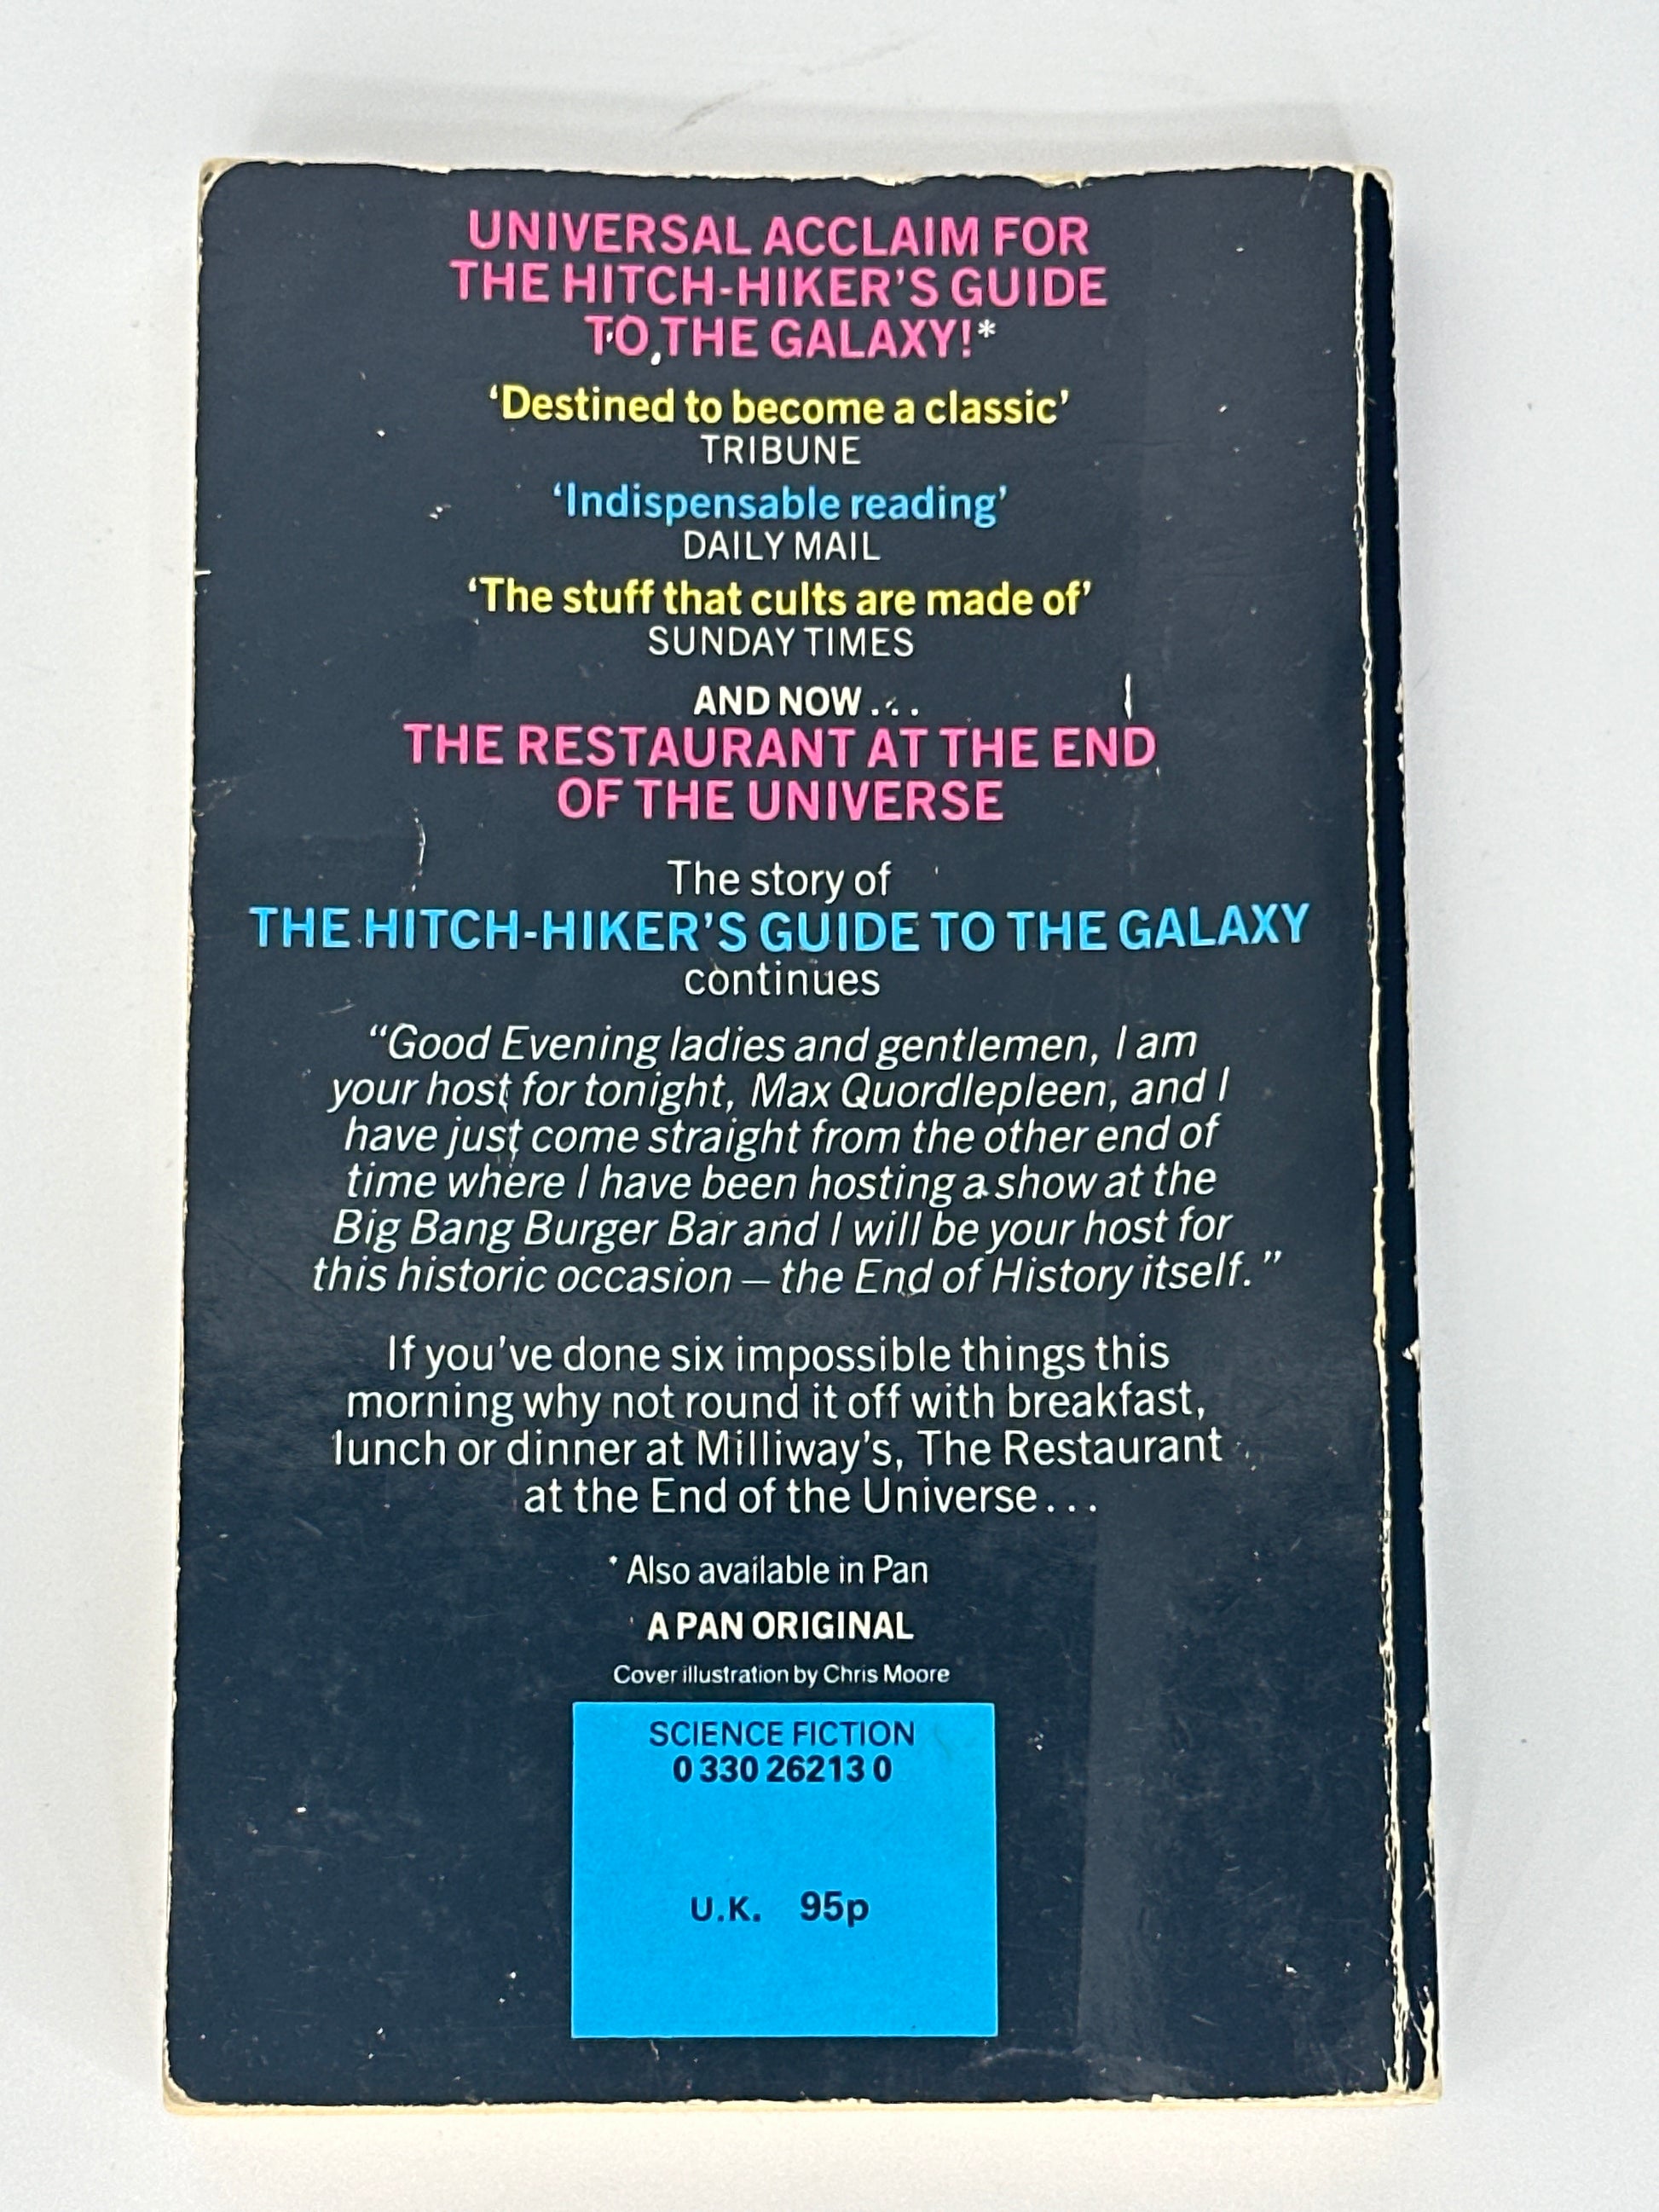 UNIVERSAL ACCLAIM FOR
THE HITCH-HIKER'S GUIDE
TO THE GALAXY!*
‘Destined to become a classic’
TRIBUNE
‘Indispensable reading’
DAILY MAIL
‘The stuff that cults are made of’
SUNDAY TIMES
AND NOW . . .
THE RESTAURANT AT THE END
OF THE UNIVERSE
The story of
THE HITCH-HIKER'S GUIDE TO THE GALAXY
continues
“Good Evening ladies and gentlemen, I am
your host for tonight, Max Quordlepleen, and I
have just come straight from the other end of
time where I have been hosting a show at the
Big Bang Burger Bar and I will be your host for
this historic occasion – the End of History itself.”
If you've done six impossible things this
morning why not round it off with breakfast,
lunch or dinner at Milliway's, The Restaurant
at the End of the Universe . . .
* Also available in Pan
A PAN ORIGINAL
Cover illustration by Chris Moore
SCIENCE FICTION
0 330 26213 0
U.K. 95p